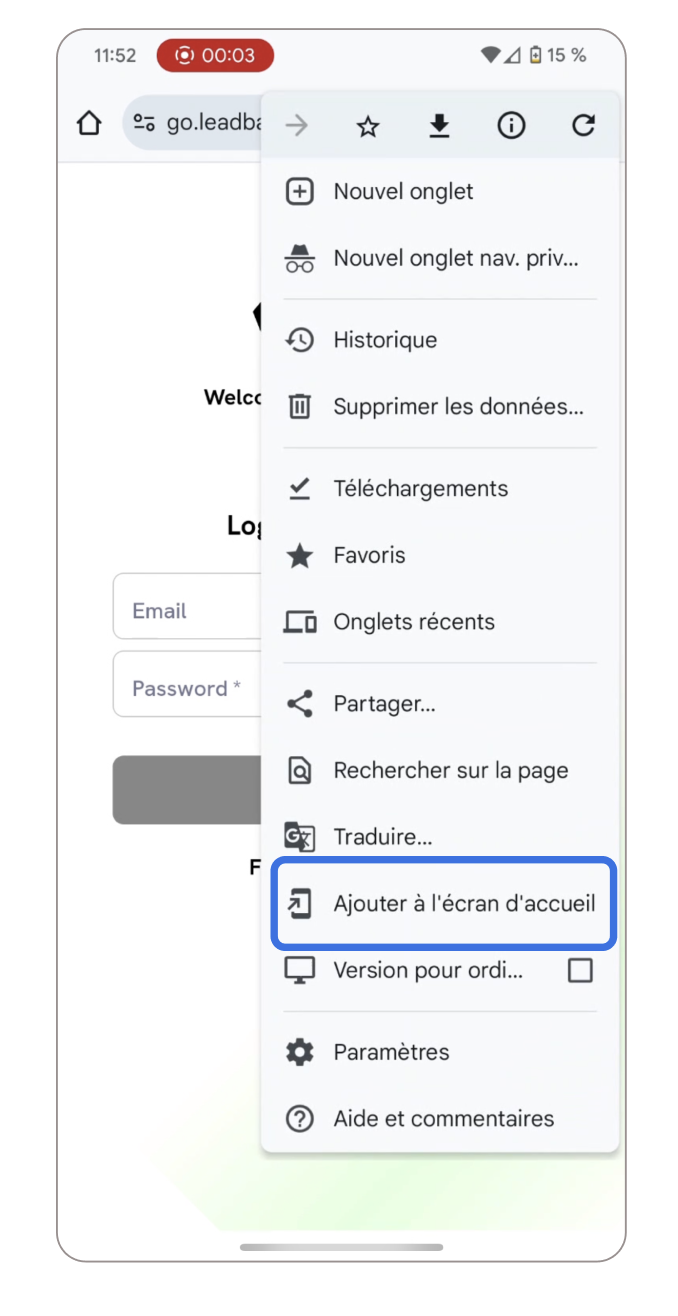 11:52 00:03 15 %
go.leadba
Nouvel onglet
Nouvel onglet nav. priv...
Historique
Welco
Supprimer les données...
Téléchargements
Log
Favoris
Email
Onglets récents
Password *
Partager...
Rechercher sur la page
Traduire...
F
Ajouter à l'écran d'accueil
Version pour ordi...
Paramètres
Aide et commentaires